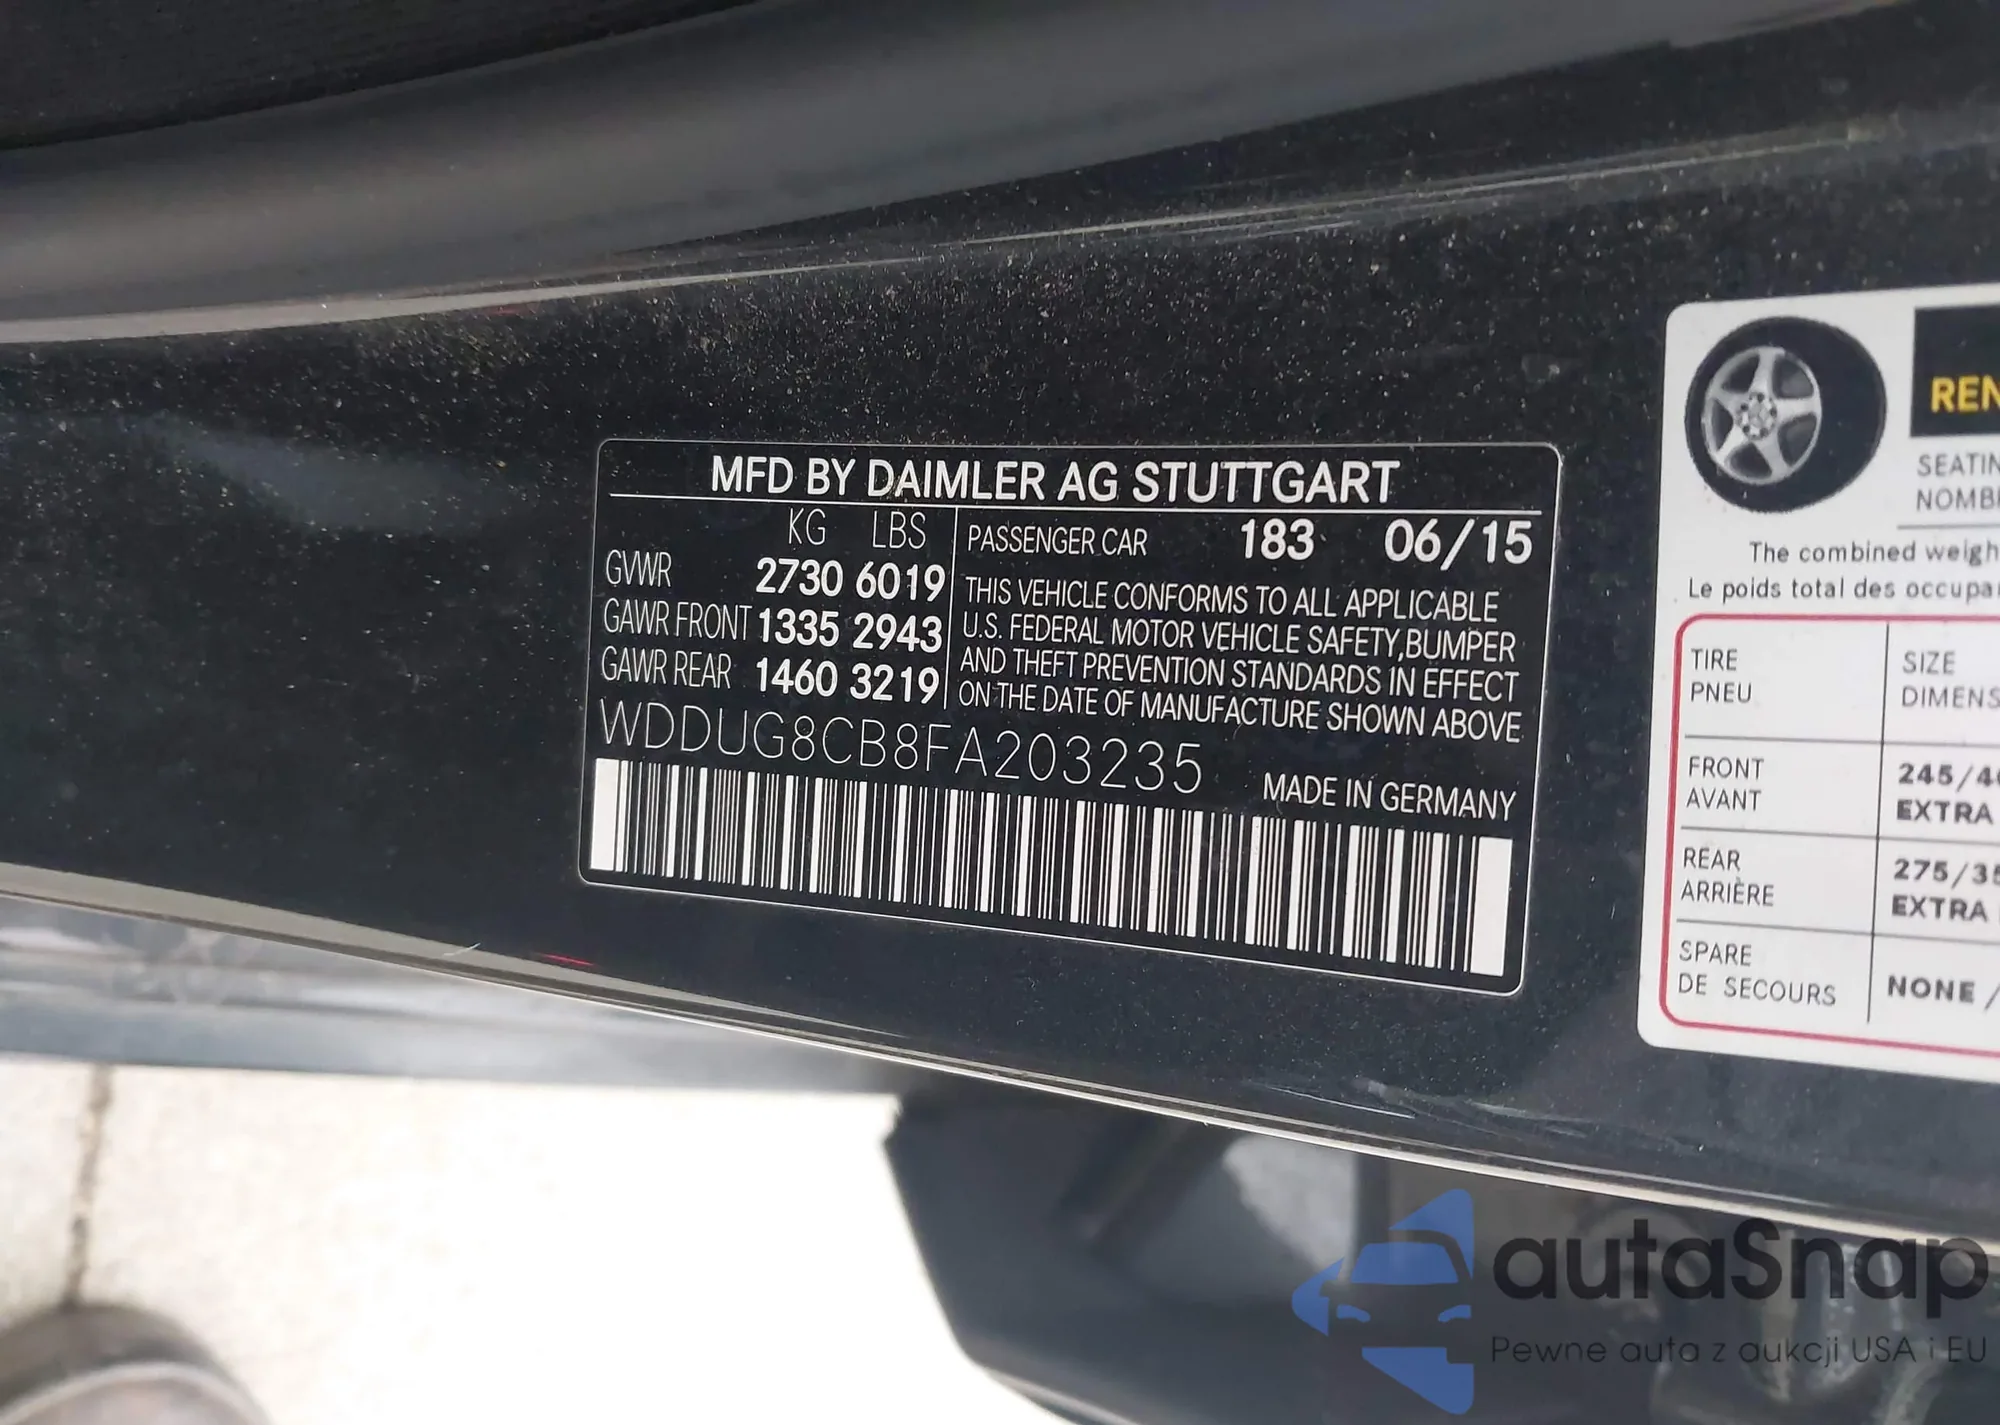 MFD BY DAIMLER AG STUTTGART
KG LBS
GVWR 2730 6019
GAWR FRONT 1335 2943
GAWR REAR 1460 3219
PASSENGER CAR 183 06/15
THIS VEHICLE CONFORMS TO ALL APPLICABLE
U.S. FEDERAL MOTOR VEHICLE SAFETY, BUMPER
AND THEFT PREVENTION STANDARDS IN EFFECT
ON THE DATE OF MANUFACTURE SHOWN ABOVE
WDDUG8CB8FA203235
MADE IN GERMANY
The combined
Le poids total des
TIRE
PNEU
SIZE
FRONT
AVANT
EXTRA
REAR
ARRIÈRE
EXTRA
SPARE
DE SECOURS
NONE /
autaSnap
Pewne auta z aukcji USA i EU